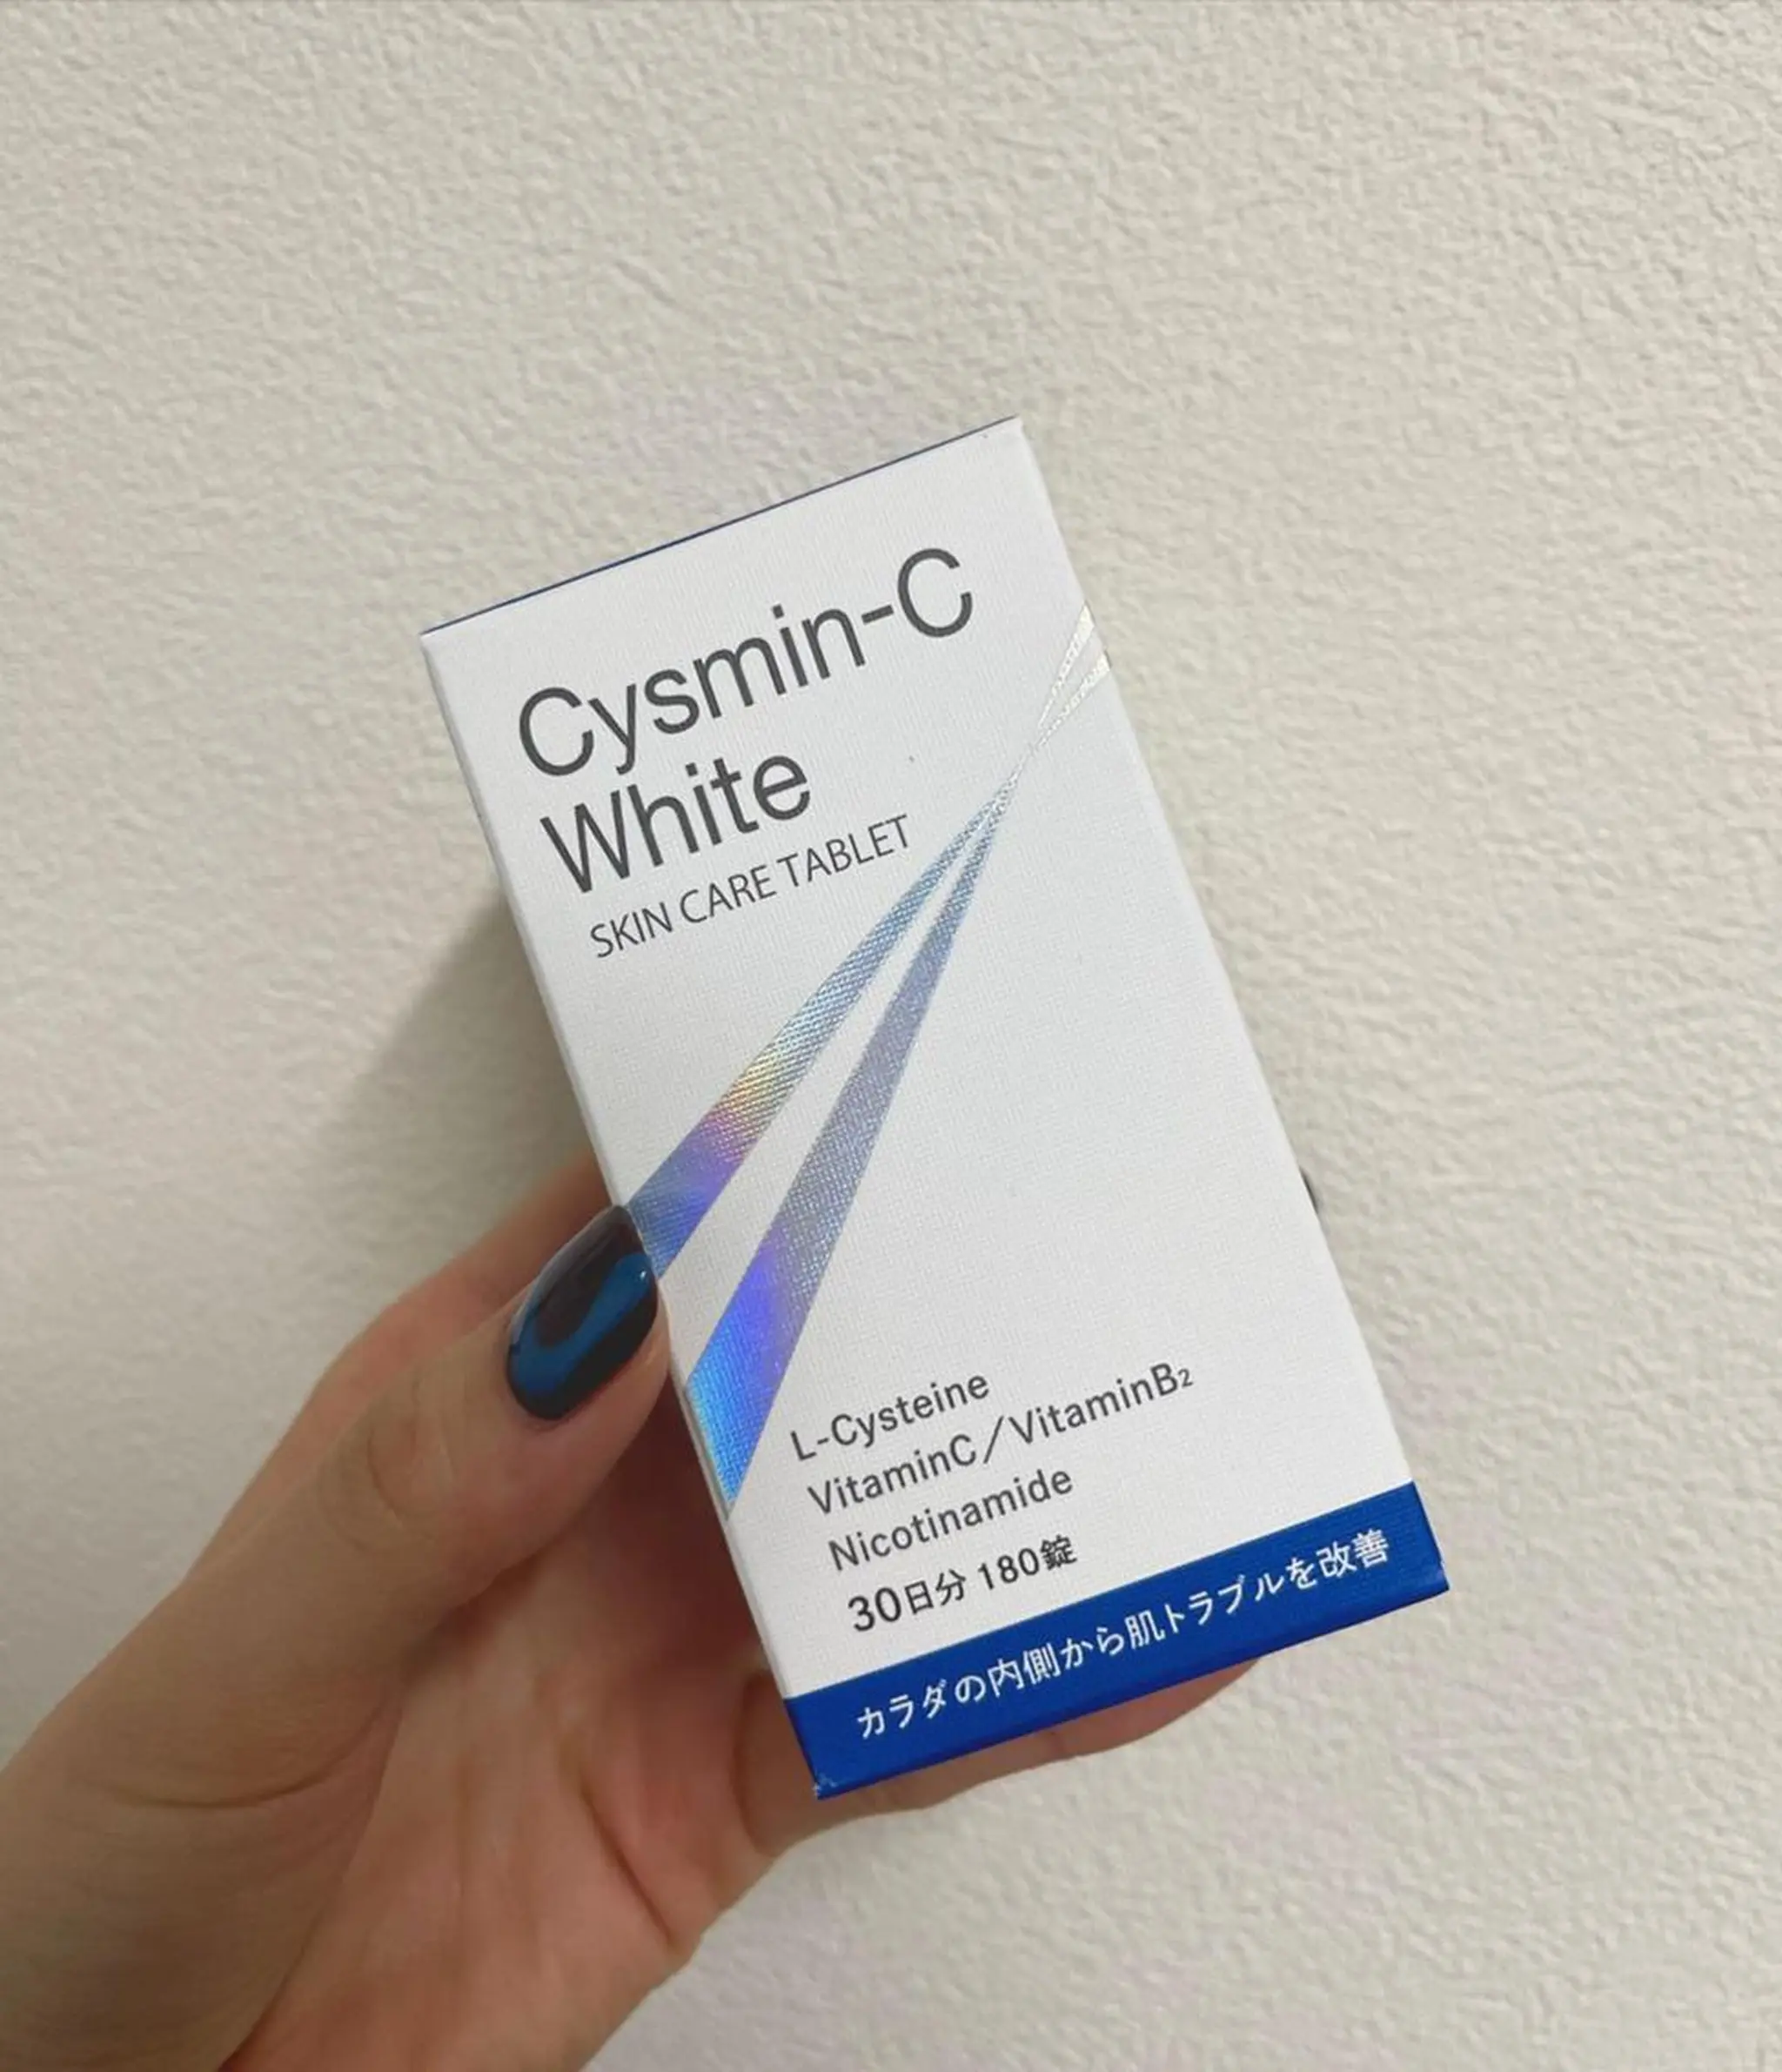 Cysmin-C
White
SKIN CARE TABLET
L-Cysteine
VitaminC／VitaminB₂
Nicotinamide
30日分 180錠
カラダの内側から肌トラブルを改善